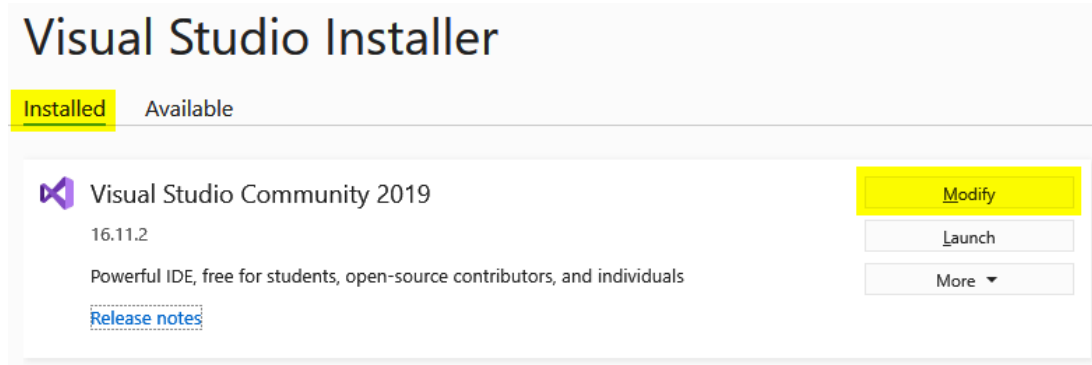 Visual Studio Installer
Installed Available
Visual Studio Community 2019
Modify
16.11.2
Launch
Powerful IDE, free for students, open-source contributors, and individuals
More
Release notes